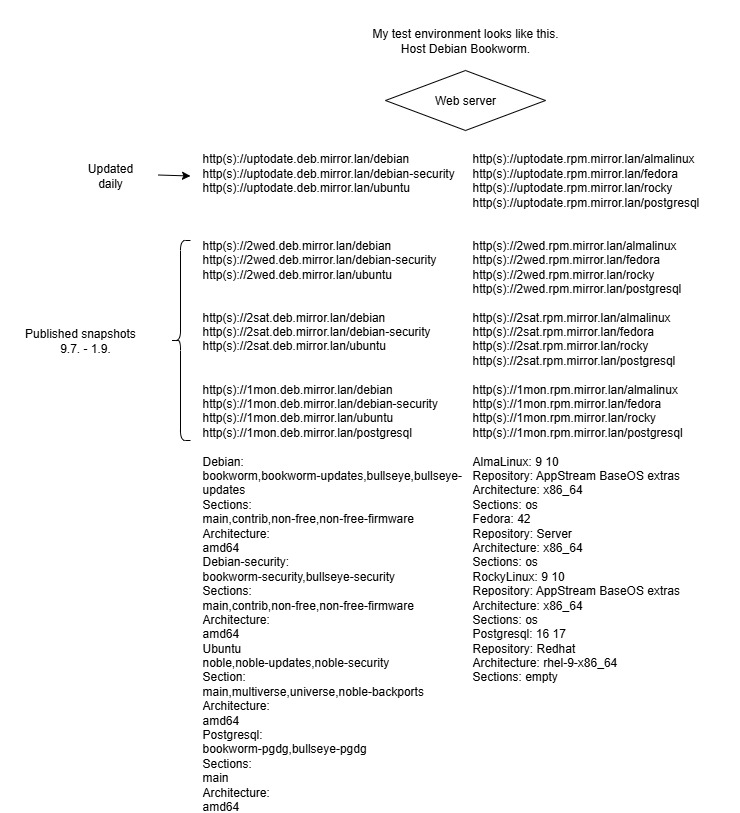 My test environment looks like this.
Host Debian Bookworm.
Web server
Updated
daily
http(s)://uptodate.deb.mirror.lan/debian
http(s)://uptodate.deb.mirror.lan/debian-security
http(s)://uptodate.deb.mirror.lan/ubuntu
http(s)://uptodate.rpm.mirror.lan/almalinux
http(s)://uptodate.rpm.mirror.lan/fedora
http(s)://uptodate.rpm.mirror.lan/rocky
http(s)://uptodate.rpm.mirror.lan/postgresql
Published snapshots
9.7. - 1.9.
http(s)://2wed.deb.mirror.lan/debian
http(s)://2wed.deb.mirror.lan/debian-security
http(s)://2wed.deb.mirror.lan/ubuntu
http(s)://2wed.rpm.mirror.lan/almalinux
http(s)://2wed.rpm.mirror.lan/fedora
http(s)://2wed.rpm.mirror.lan/rocky
http(s)://2wed.rpm.mirror.lan/postgresql
http(s)://2sat.deb.mirror.lan/debian
http(s)://2sat.deb.mirror.lan/debian-security
http(s)://2sat.deb.mirror.lan/ubuntu
http(s)://2sat.rpm.mirror.lan/almalinux
http(s)://2sat.rpm.mirror.lan/fedora
http(s)://2sat.rpm.mirror.lan/rocky
http(s)://2sat.rpm.mirror.lan/postgresql
http(s)://1mon.deb.mirror.lan/debian
http(s)://1mon.deb.mirror.lan/debian-security
http(s)://1mon.deb.mirror.lan/ubuntu
http(s)://1mon.deb.mirror.lan/postgresql
http(s)://1mon.rpm.mirror.lan/almalinux
http(s)://1mon.rpm.mirror.lan/fedora
http(s)://1mon.rpm.mirror.lan/rocky
http(s)://1mon.rpm.mirror.lan/postgresql
Debian:
bookworm,bookworm-updates,bullseye,bullseye-
updates
Sections:
main,contrib,non-free,non-free-firmware
Architecture:
amd64
Debian-security:
bookworm-security,bullseye-security
Sections:
main,contrib,non-free,non-free-firmware
Architecture:
amd64
Ubuntu
noble,noble-updates,noble-security
Section:
main,multiverse,universe,noble-backports
Architecture:
amd64
Postgresql:
bookworm-pgdg,bullseye-pgdg
Sections:
main
Architecture:
amd64
AlmaLinux: 9 10
Repository: AppStream BaseOS extras
Architecture: x86_64
Sections: os
Fedora: 42
Repository: Server
Architecture: x86_64
Sections: os
RockyLinux: 9 10
Repository: AppStream BaseOS extras
Architecture: x86_64
Sections: os
Postgresql: 16 17
Repository: Redhat
Architecture: rhel-9-x86_64
Sections: empty